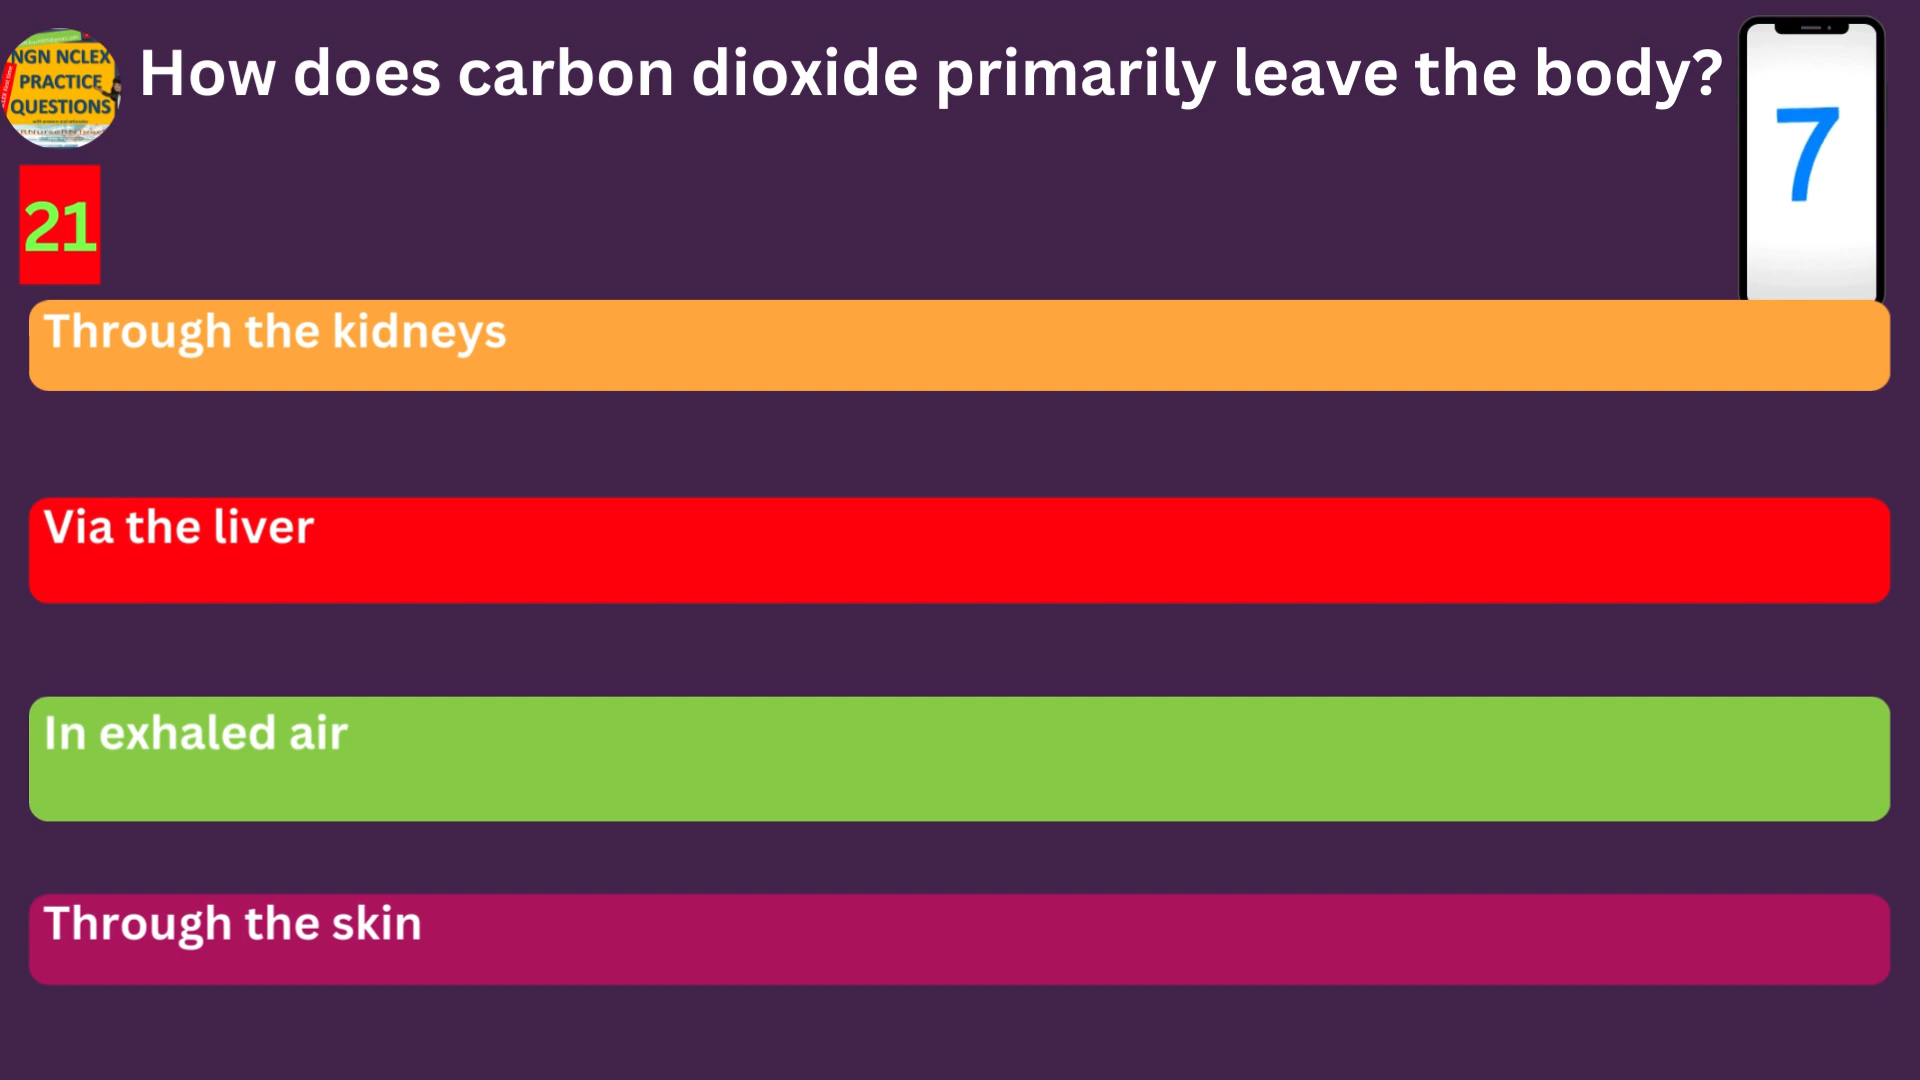 How does carbon dioxide primarily leave the body?
NGN NCLEX
PRACTICE
QUESTIONS
7
21
Through the kidneys
Via the liver
In exhaled air
Through the skin